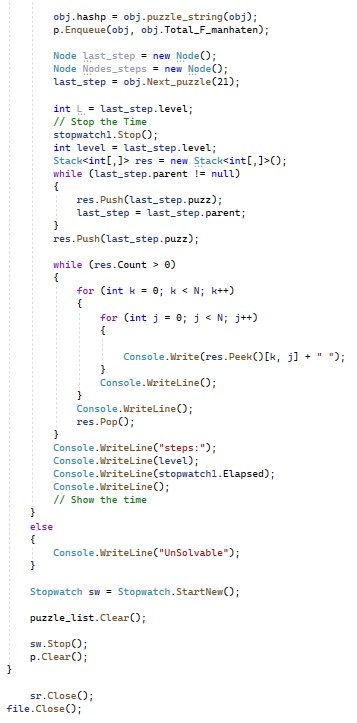 obj.hashp = obj.puzzle_string(obj);
p.Enqueue(obj, obj.Total_F_manhaten);
Node last_step = new Node();
Node Nodes_steps = new Node();
last_step = obj.Next_puzzle(21);
int L = last_step.level;
// Stop the Time
stopwatch1.Stop();
int level = last_step.level;
Stack<int[,]> res = new Stack<int[,]>();
while (last_step.parent != null)
{
res.Push(last_step.puzz);
last_step = last_step.parent;
}
res.Push(last_step.puzz);
while (res.Count > 0)
{
for (int k = 0; k < N; k++)
{
for (int j = 0; j < N; j++)
{
Console.Write(res.Peek()[k, j] + " ");
}
Console.WriteLine();
}
Console.WriteLine();
res.Pop();
}
Console.WriteLine("steps:");
Console.WriteLine(level);
Console.WriteLine(stopwatch1.Elapsed);
Console.WriteLine();
// Show the time
}
else
{
Console.WriteLine("UnSolvable");
}
Stopwatch sw = Stopwatch.StartNew();
puzzle_list.Clear();
sw.Stop();
p.Clear();
}
sr.Close();
file.Close();